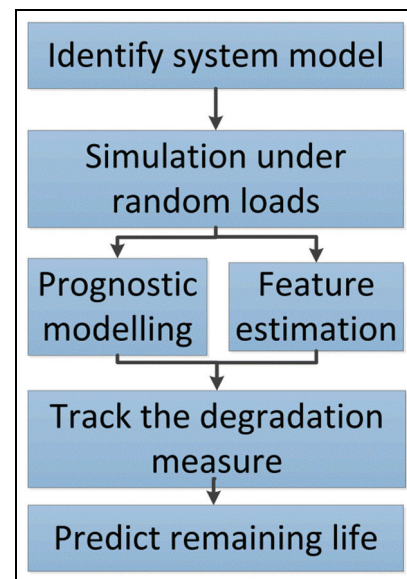 Identify system model
Simulation under
random loads
Prognostic
modelling
Feature
estimation
Track the degradation
measure
Predict remaining life